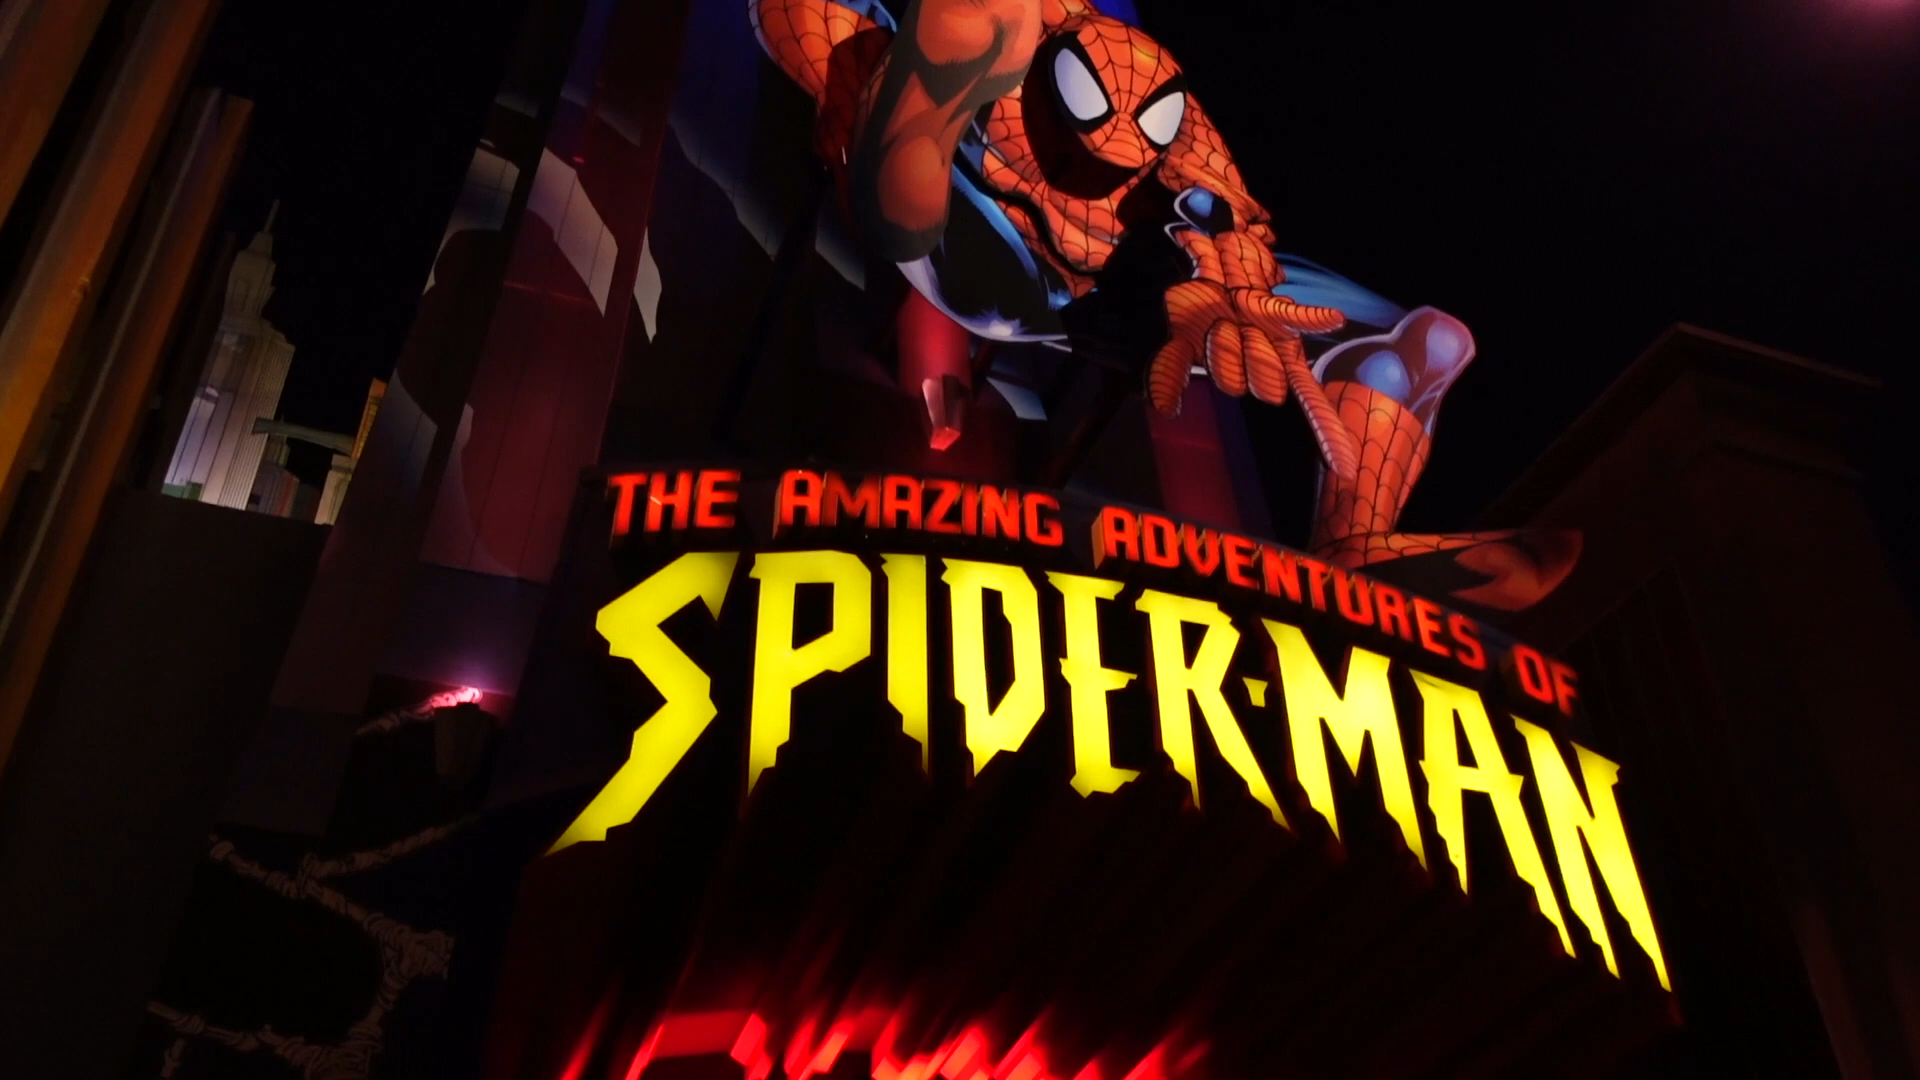 THE AMAZING ADVENTURES OF
SPIDER-MAN